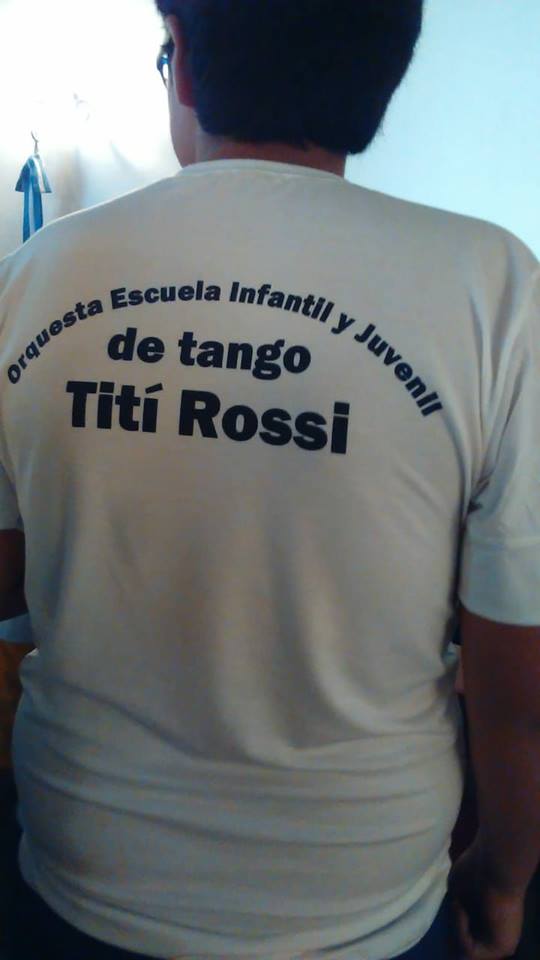 Orquesta Escuela Infantil y Juvenil
de tango
Tití Rossi